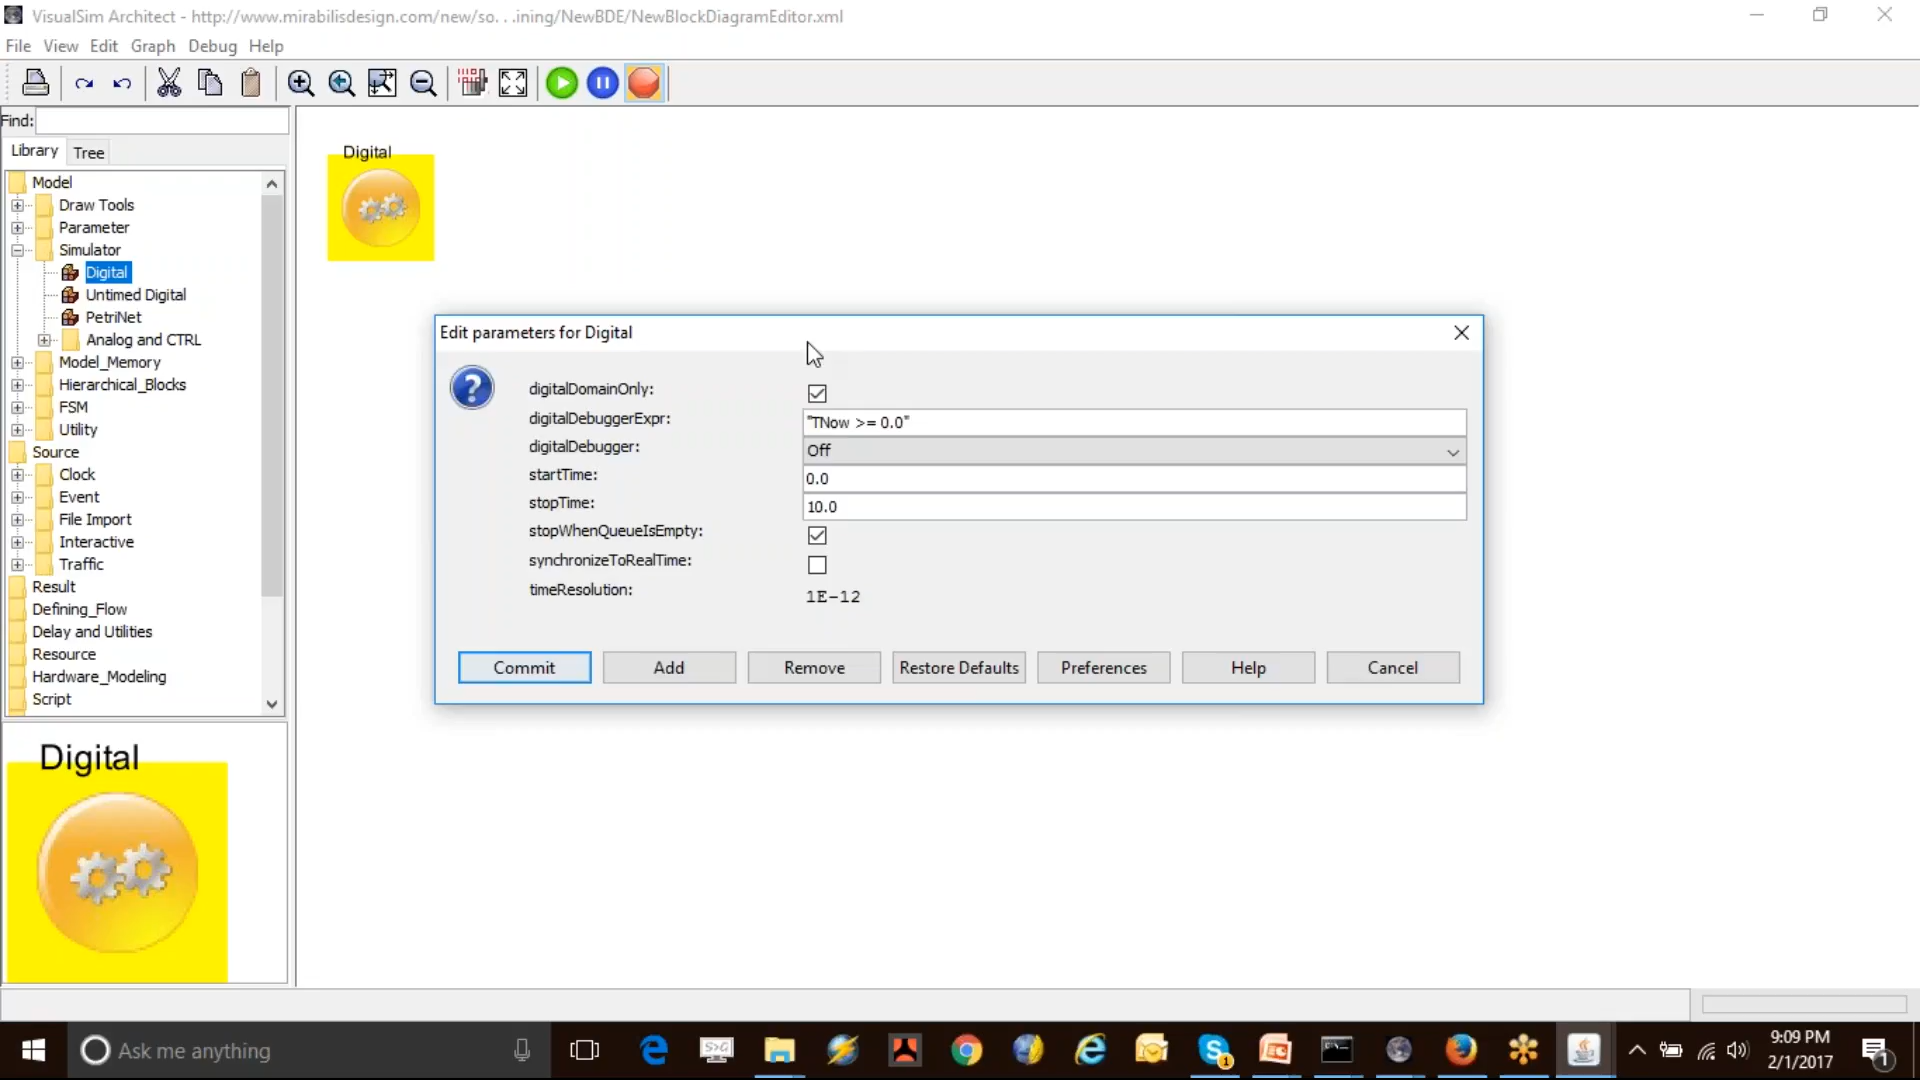 VisualSim Architect - http://www.mirabilisdesign.com/new/so. . .ining/NewBDE/NewBlockDiagramEditor.xml
File View Edit Graph Debug Help
Find:
Library Tree
Model
Draw Tools
Parameter
Simulator
Digital
Untimed Digital
PetriNet
Analog and CTRL
Model_Memory
Hierarchical_Blocks
FSM
Utility
Source
Clock
Event
File Import
Interactive
Traffic
Result
Defining_Flow
Delay and Utilities
Resource
Hardware_Modeling
Script
Digital
Digital
Edit parameters for Digital
digitalDomainOnly:
digitalDebuggerExpr: "TNow >= 0.0"
digitalDebugger: Off
startTime: 0.0
stopTime: 10.0
stopWhenQueueIsEmpty:
synchronizeToRealTime:
timeResolution: 1E-12
Commit Add Remove Restore Defaults Preferences Help Cancel
Ask me anything
9:09 PM
2/1/2017